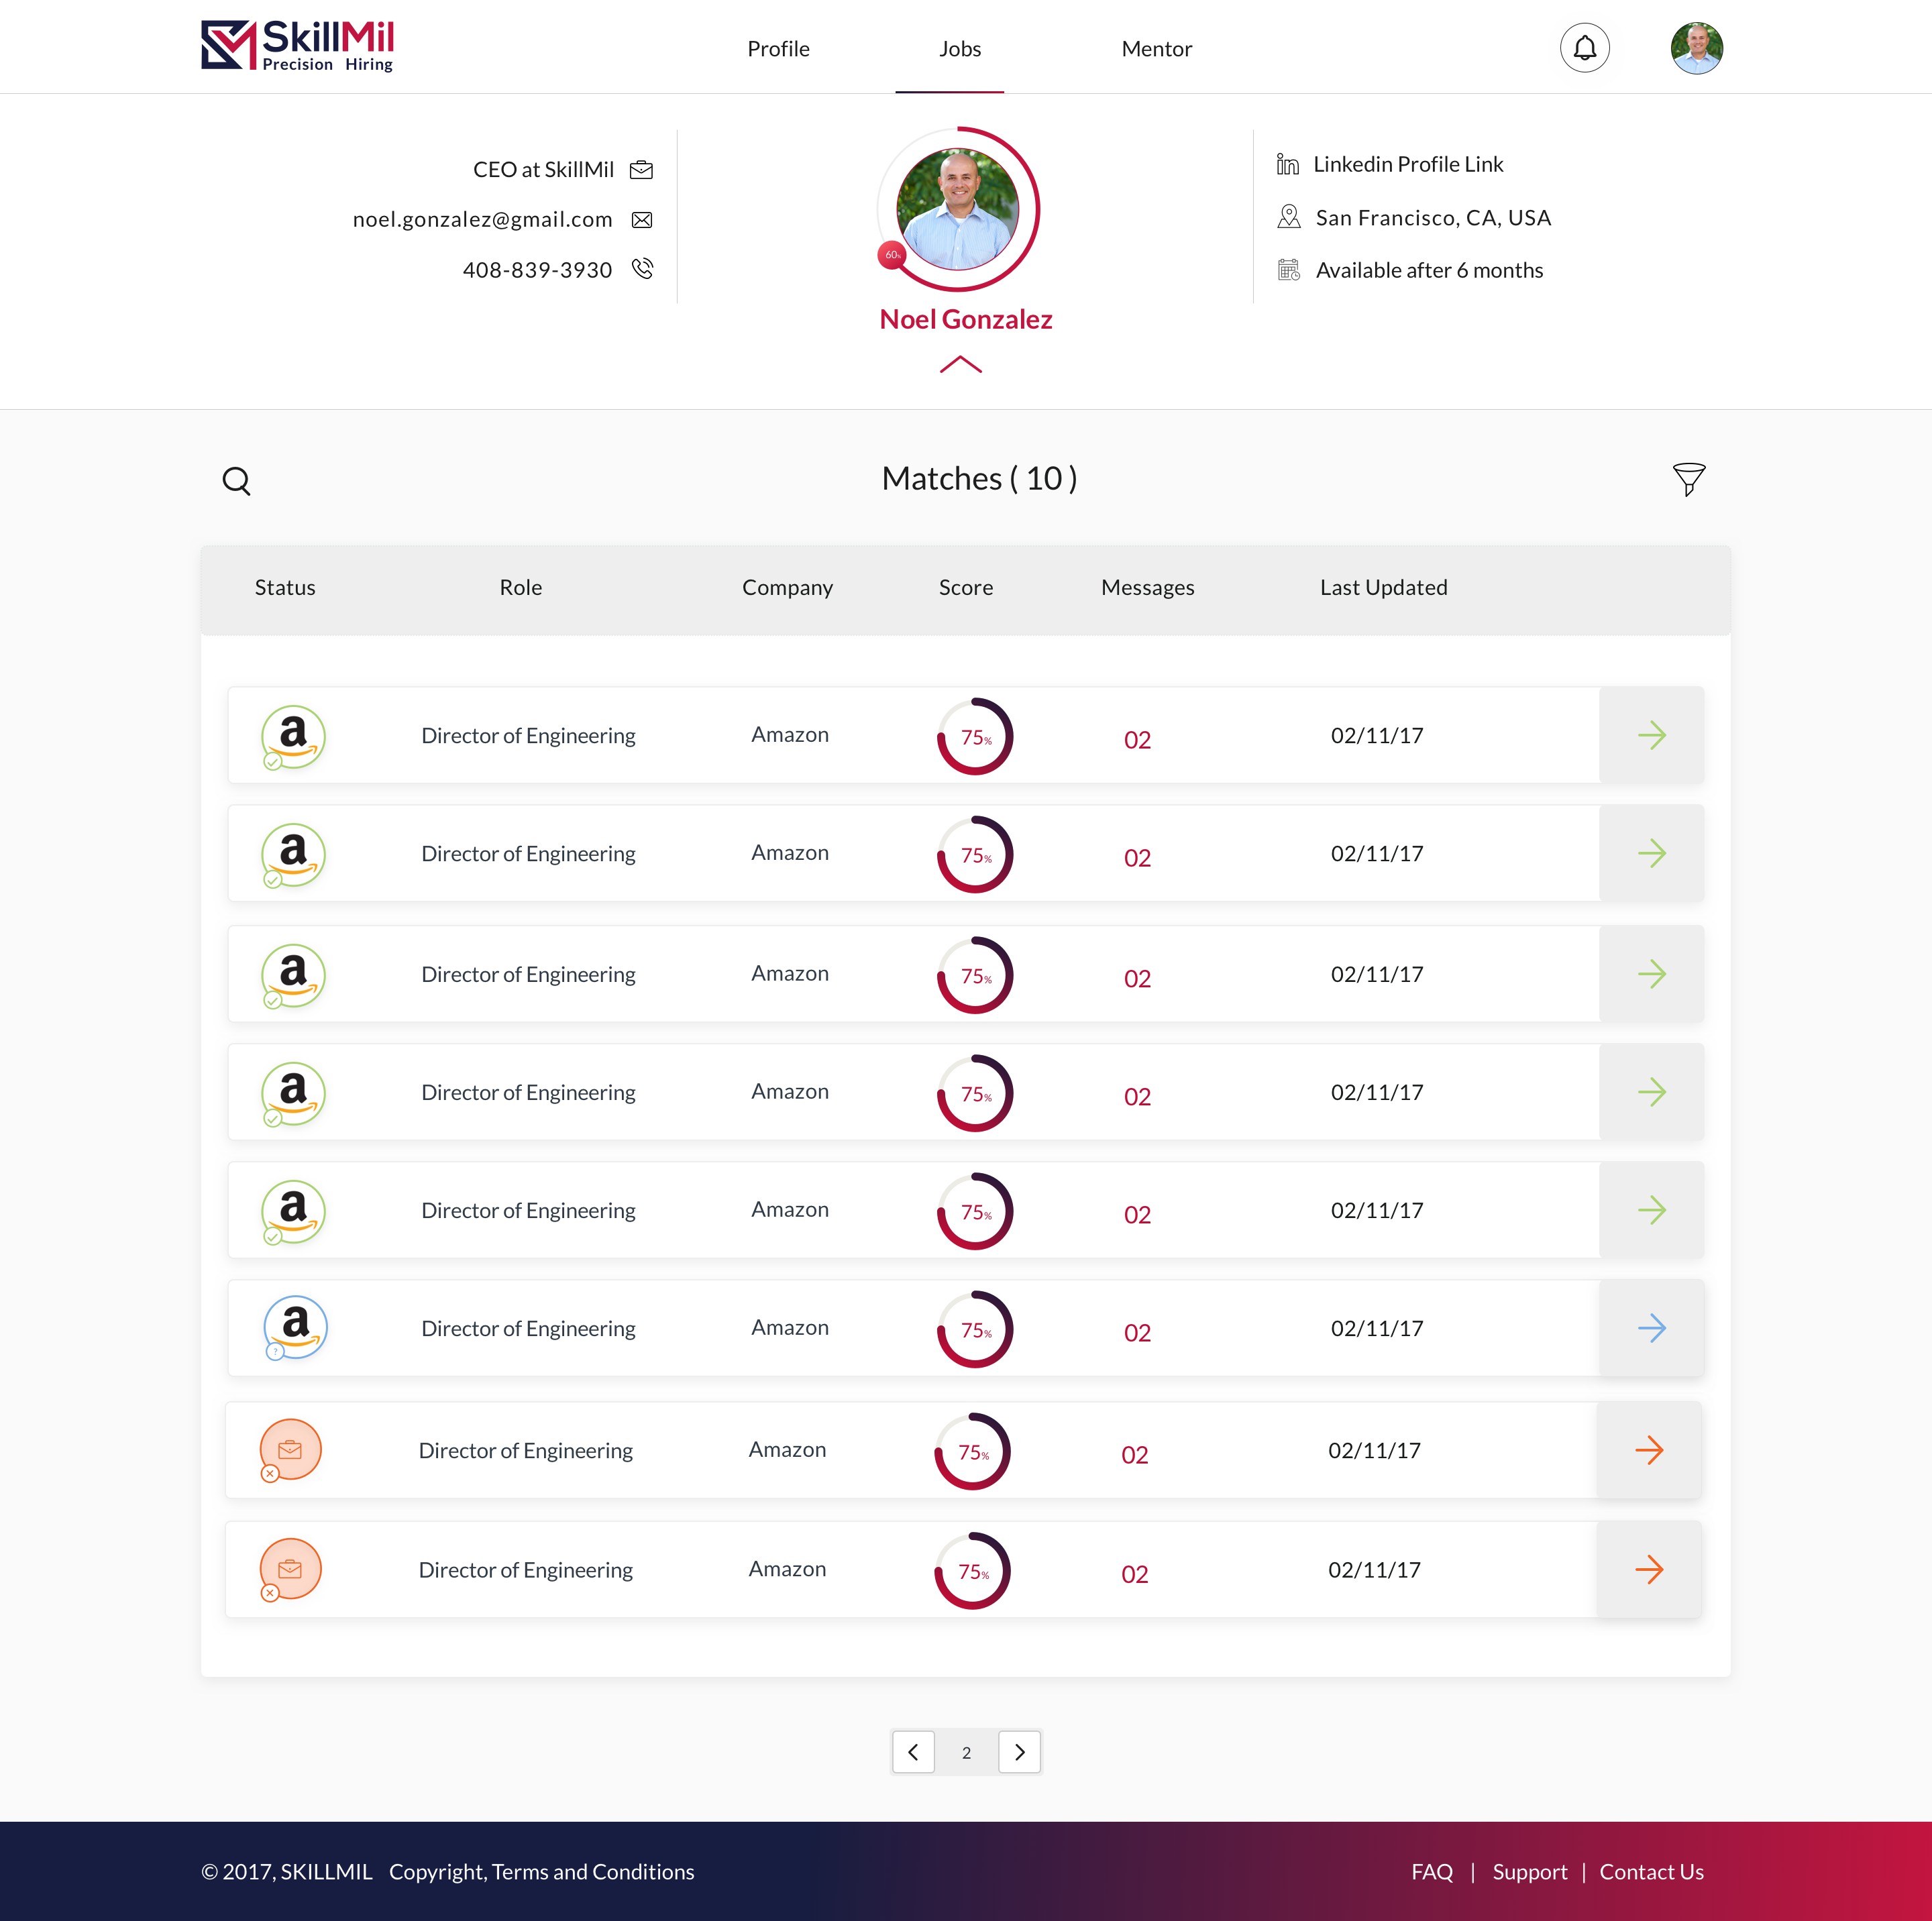 SkillMil
Precision Hiring
Profile
Jobs
Mentor
CEO at SkillMil
noel.gonzalez@gmail.com
408-839-3930
60%
Noel Gonzalez
Linkedin Profile Link
San Francisco, CA, USA
Available after 6 months
Matches ( 10 )
Status Role Company Score Messages Last Updated
a Director of Engineering Amazon 75% 02 02/11/17
a Director of Engineering Amazon 75% 02 02/11/17
a Director of Engineering Amazon 75% 02 02/11/17
a Director of Engineering Amazon 75% 02 02/11/17
a Director of Engineering Amazon 75% 02 02/11/17
a ? Director of Engineering Amazon 75% 02 02/11/17
Director of Engineering Amazon 75% 02 02/11/17
Director of Engineering Amazon 75% 02 02/11/17
2
© 2017, SKILLMIL Copyright, Terms and Conditions
FAQ | Support | Contact Us